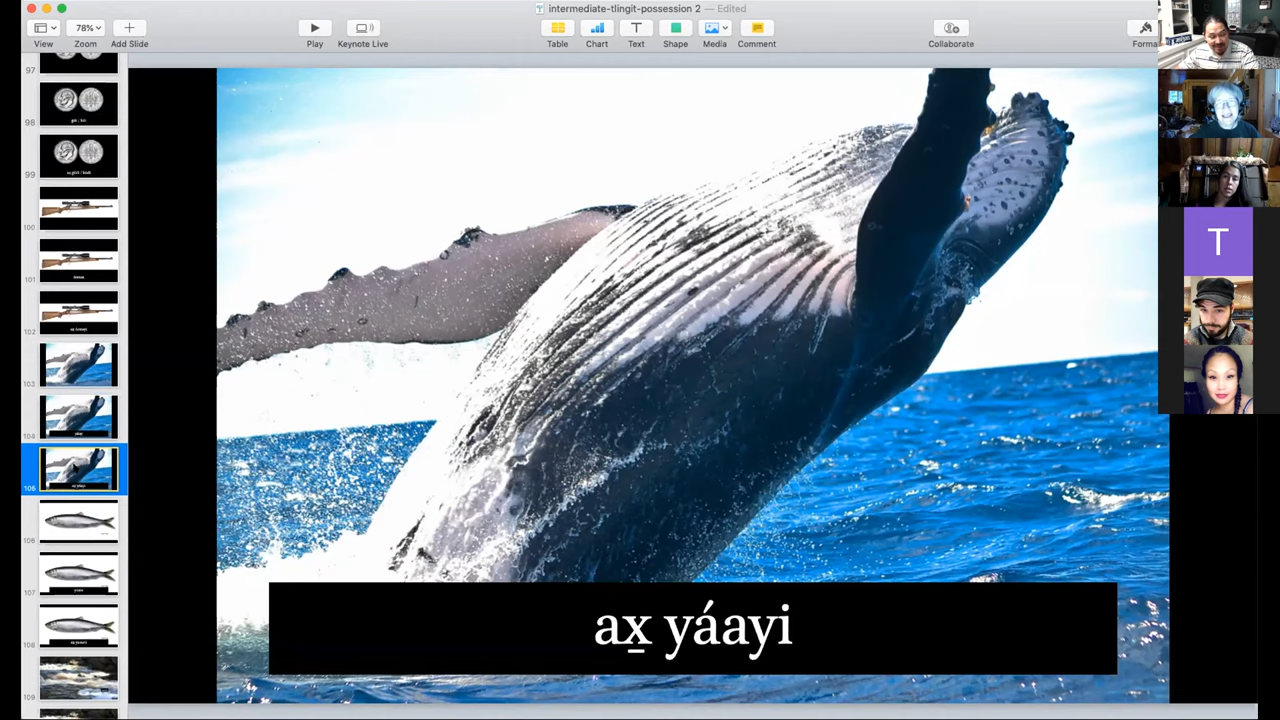 intermediate-tlingit-possession 2 — Edited
78%
View
Zoom
Add Slide
Play
Keynote Live
Table
Chart
Text
Shape
Media
Comment
Collaborate
Forma
97
98
99
100
101
102
103
104
105
106
107
108
109
T
ax̱ yáayi